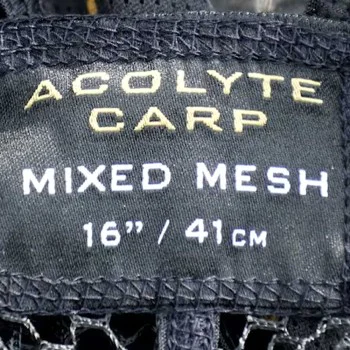 ACOLYTE
CARP
MIXED MESH
16” / 41CM